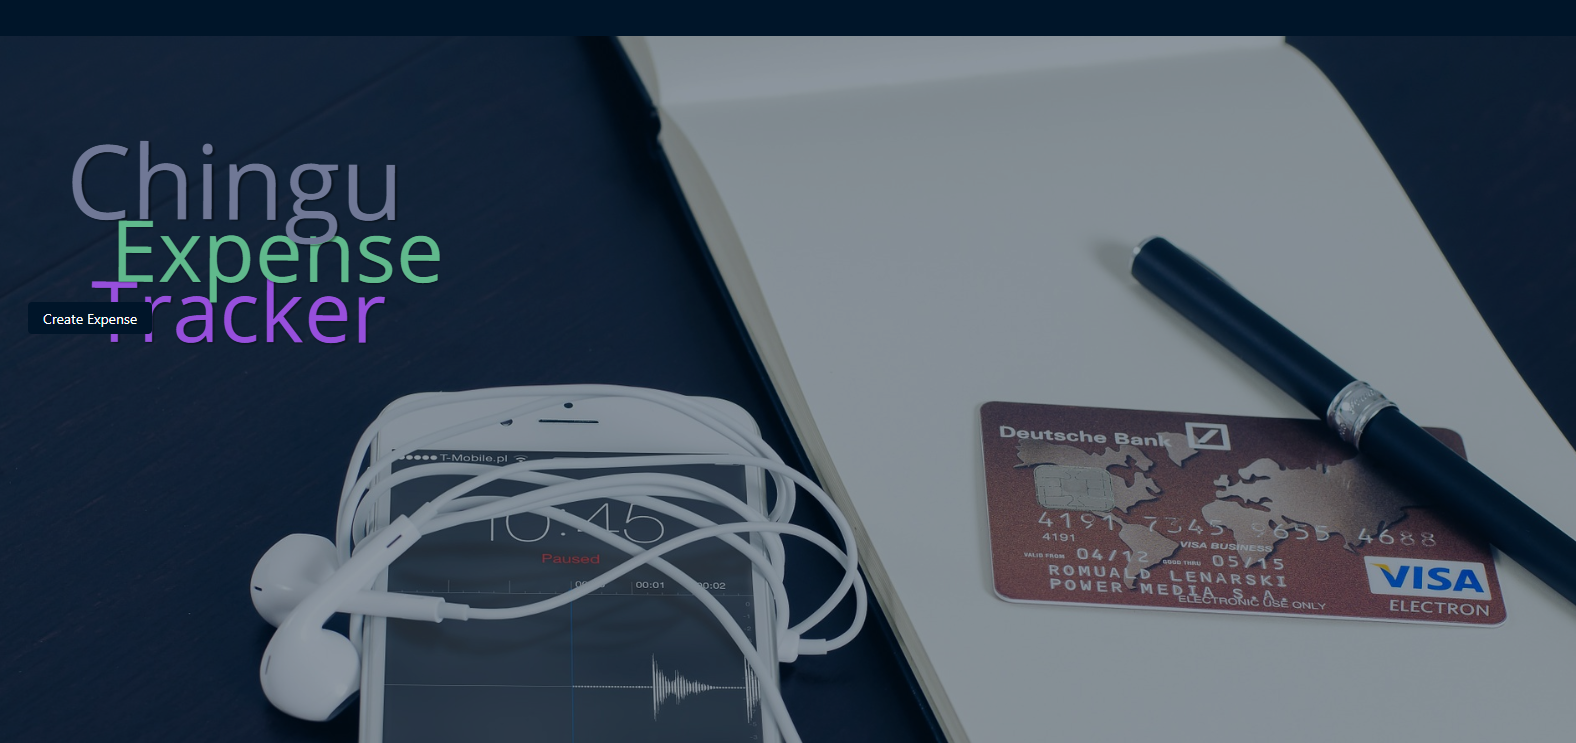 Chingu
Expense
Tracker
Create Expense
T-Mobile.pl
10:45
Paused
00:01
00:02
Deutsche Bank
4191 7345 9655 4688
4191
VISA BUSINESS
VALID FROM 04/12 GOOD THRU 05/15
ROMUALD LENARSKI
POWER MEDIA S.A.
ELECTRONIC USE ONLY
VISA
ELECTRON